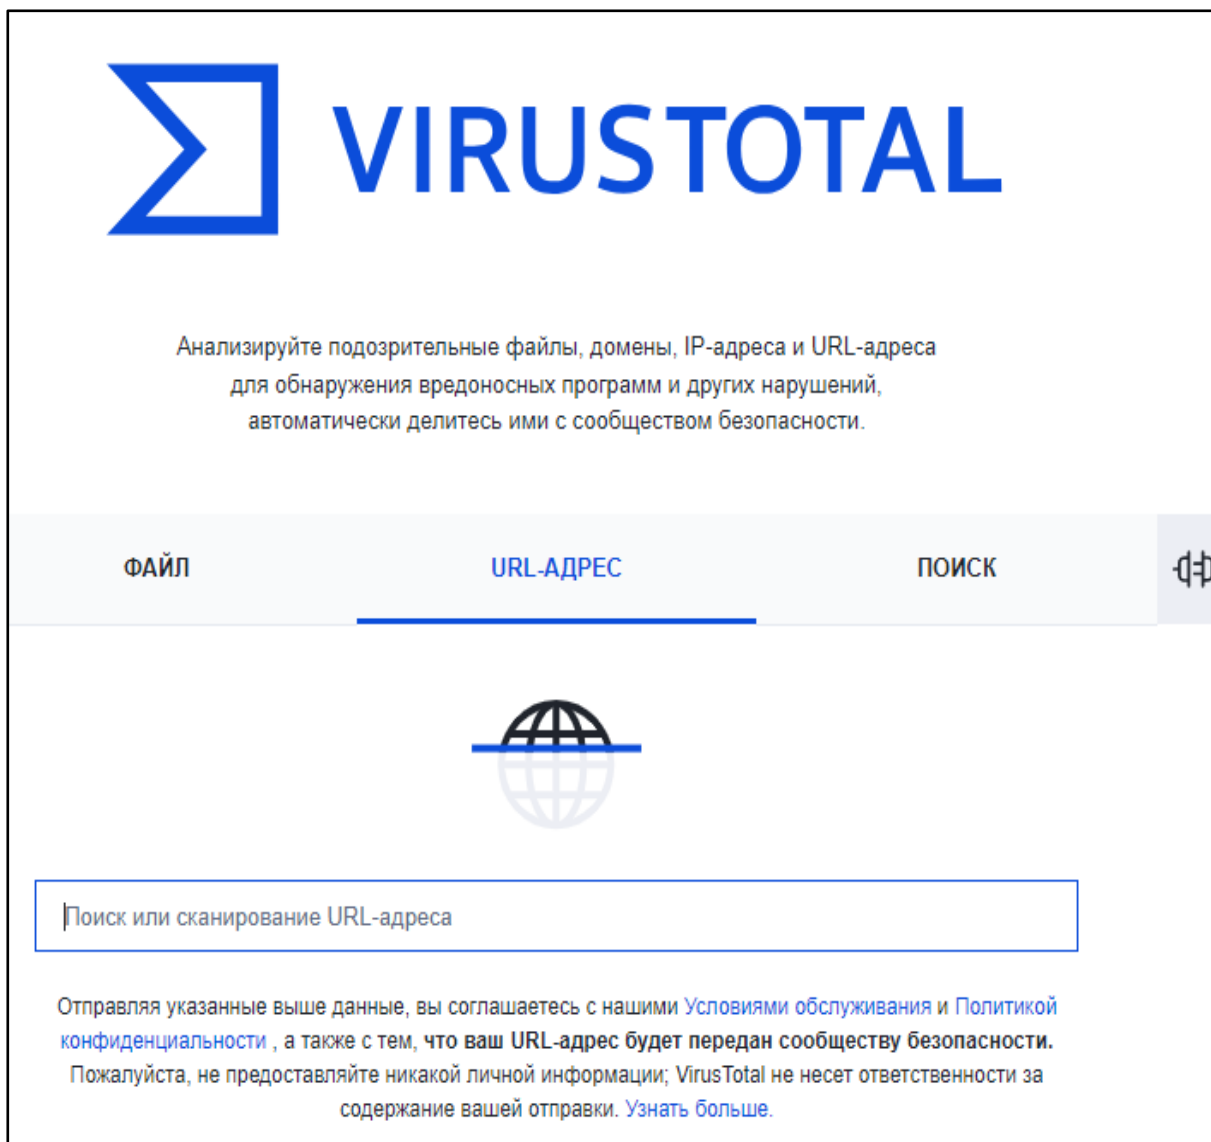 VIRUSTOTAL
Анализируйте подозрительные файлы, домены, IP-адреса и URL-адреса
для обнаружения вредоносных программ и других нарушений,
автоматически делитесь ими с сообществом безопасности.
ФАЙЛ URL-АДРЕС ПОИСК
Поиск или сканирование URL-адреса
Отправляя указанные выше данные, вы соглашаетесь с нашими Условиями обслуживания и Политикой
конфиденциальности , а также с тем, что ваш URL-адрес будет передан сообществу безопасности.
Пожалуйста, не предоставляйте никакой личной информации; VirusTotal не несет ответственности за
содержание вашей отправки. Узнать больше.